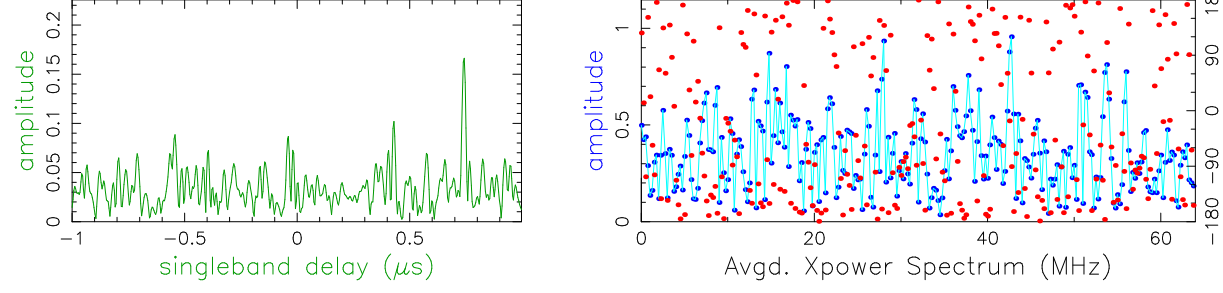 amplitude
0 0.05 0.1 0.15 0.2
−1 −0.5 0 0.5
singleband delay (μs)
amplitude
0 0.5 1
0 20 40 60
Avgd. Xpower Spectrum (MHz)
−180 −90 0 90